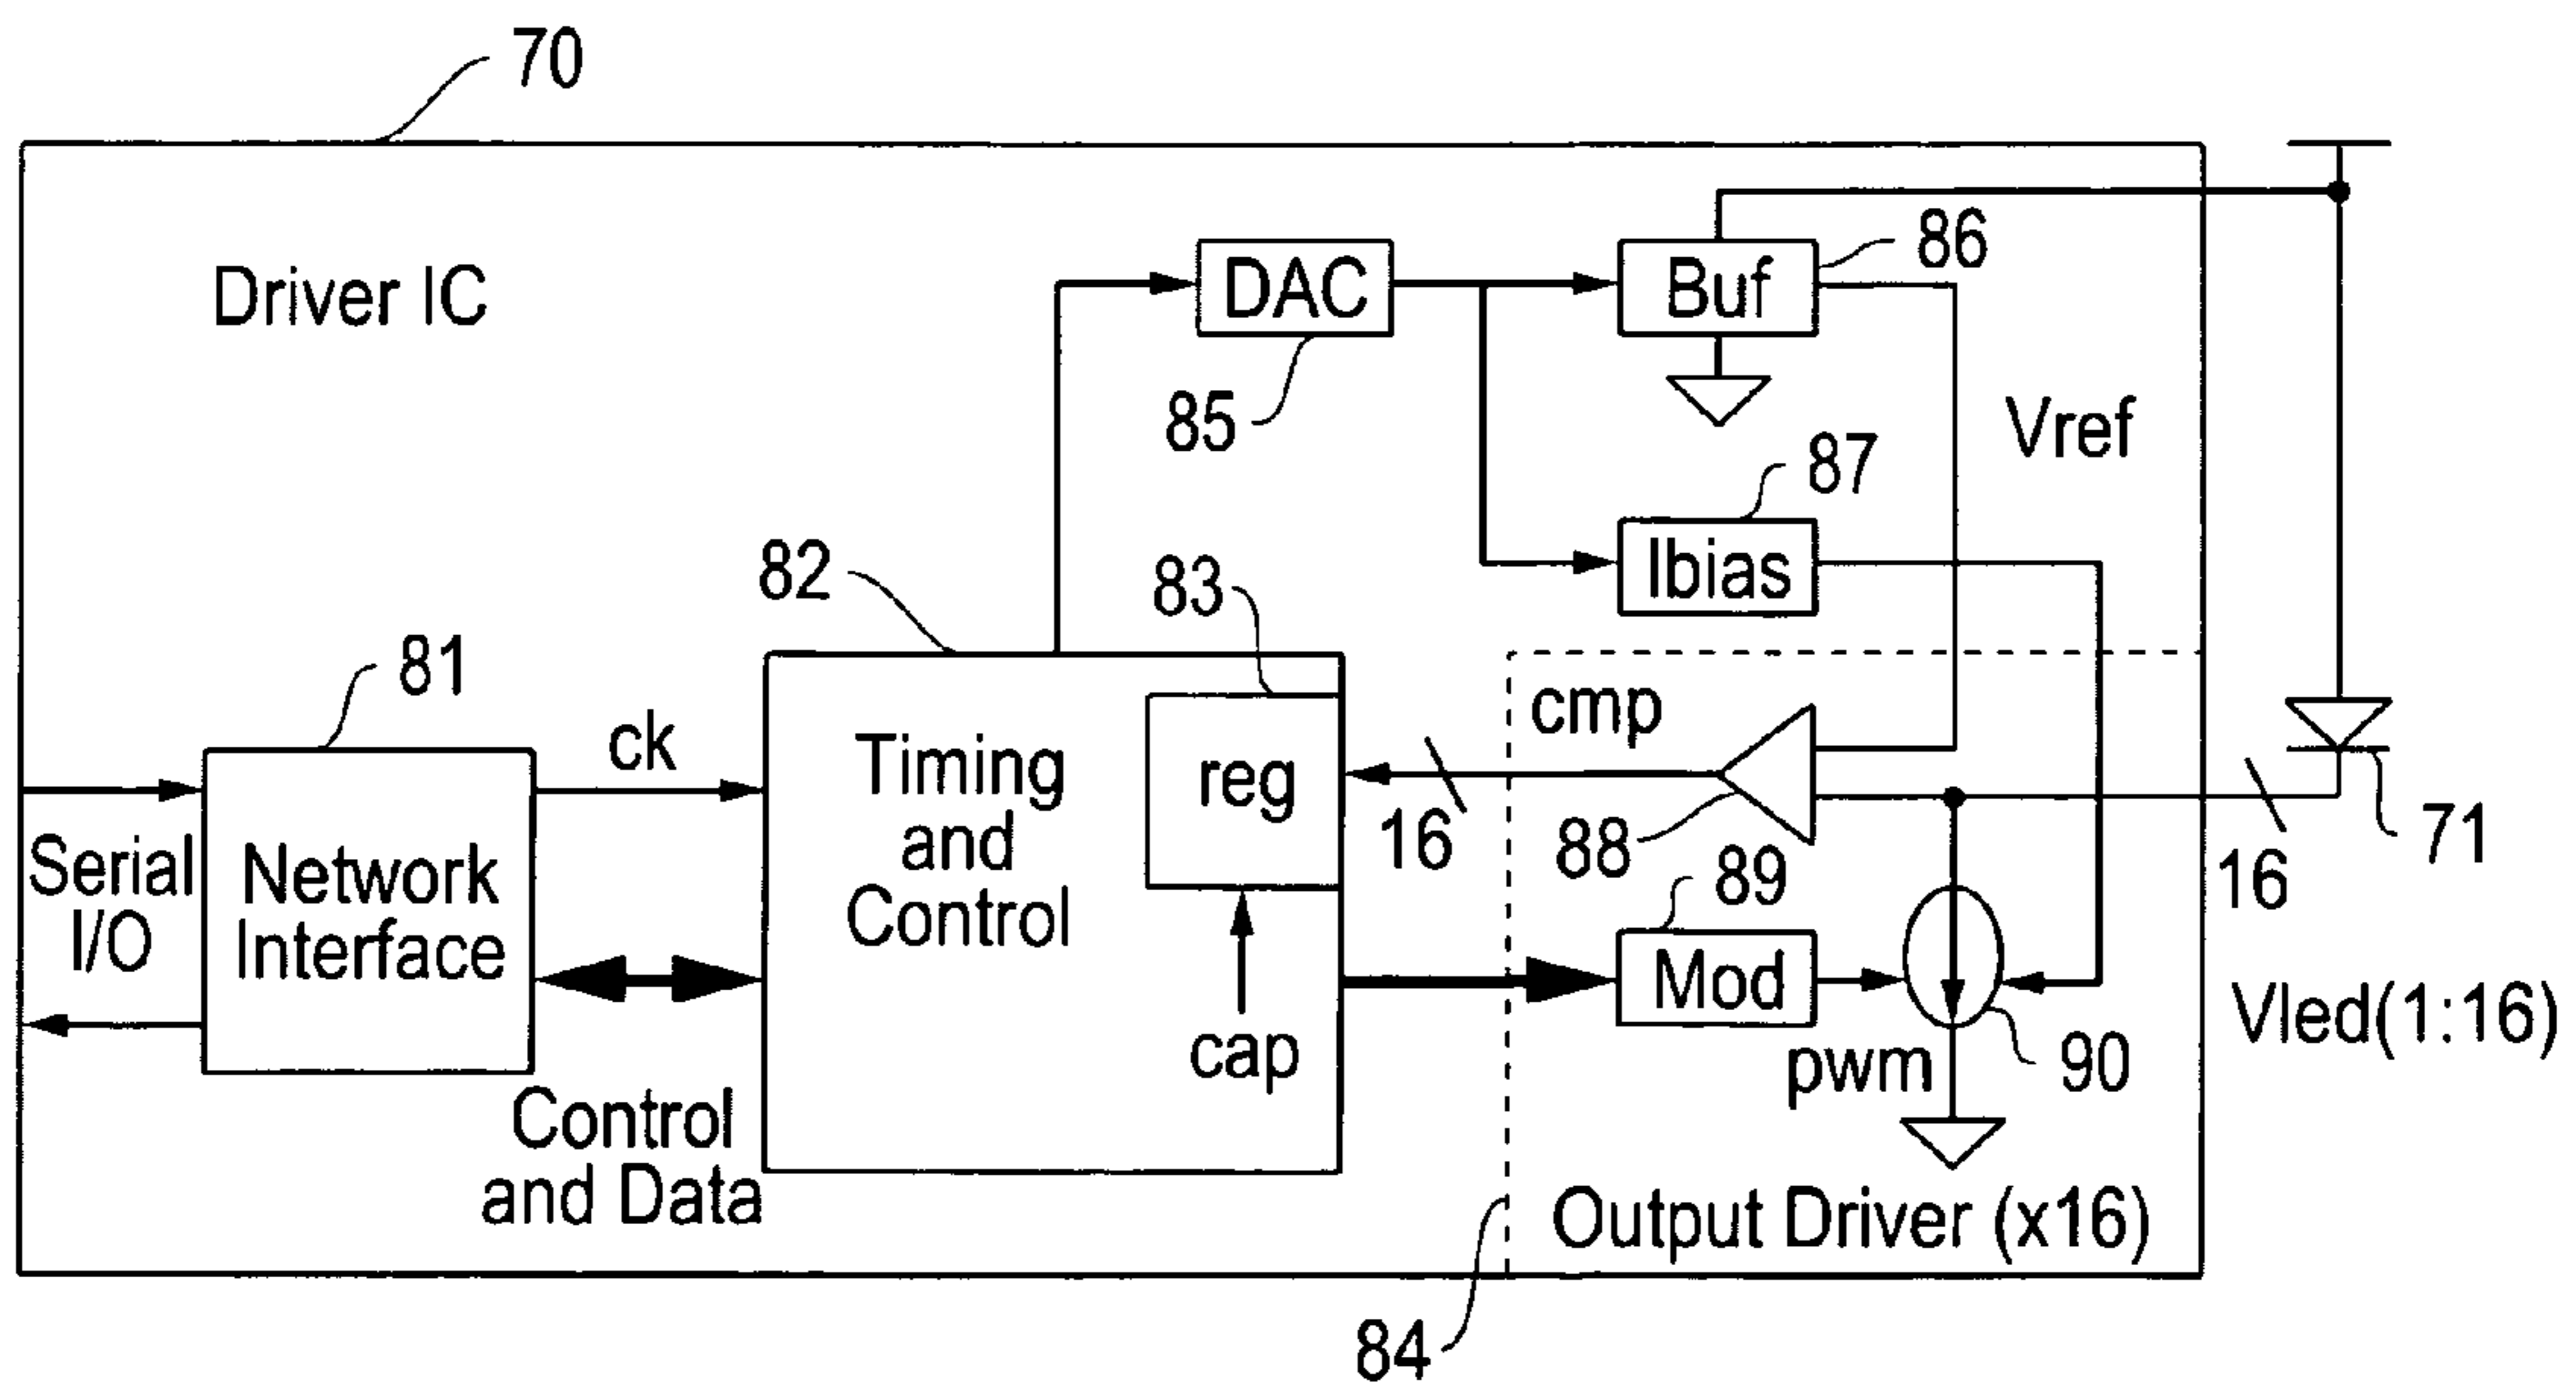 70
Driver IC
DAC
85
Buf
86
Vref
87
Ibias
82
83
81
ck
Serial
I/O
Network
Interface
Timing
and
Control
reg
cap
cmp
16
88
89
Mod
pwm
90
71
16
Vled(1:16)
Control
and Data
Output Driver (x16)
84